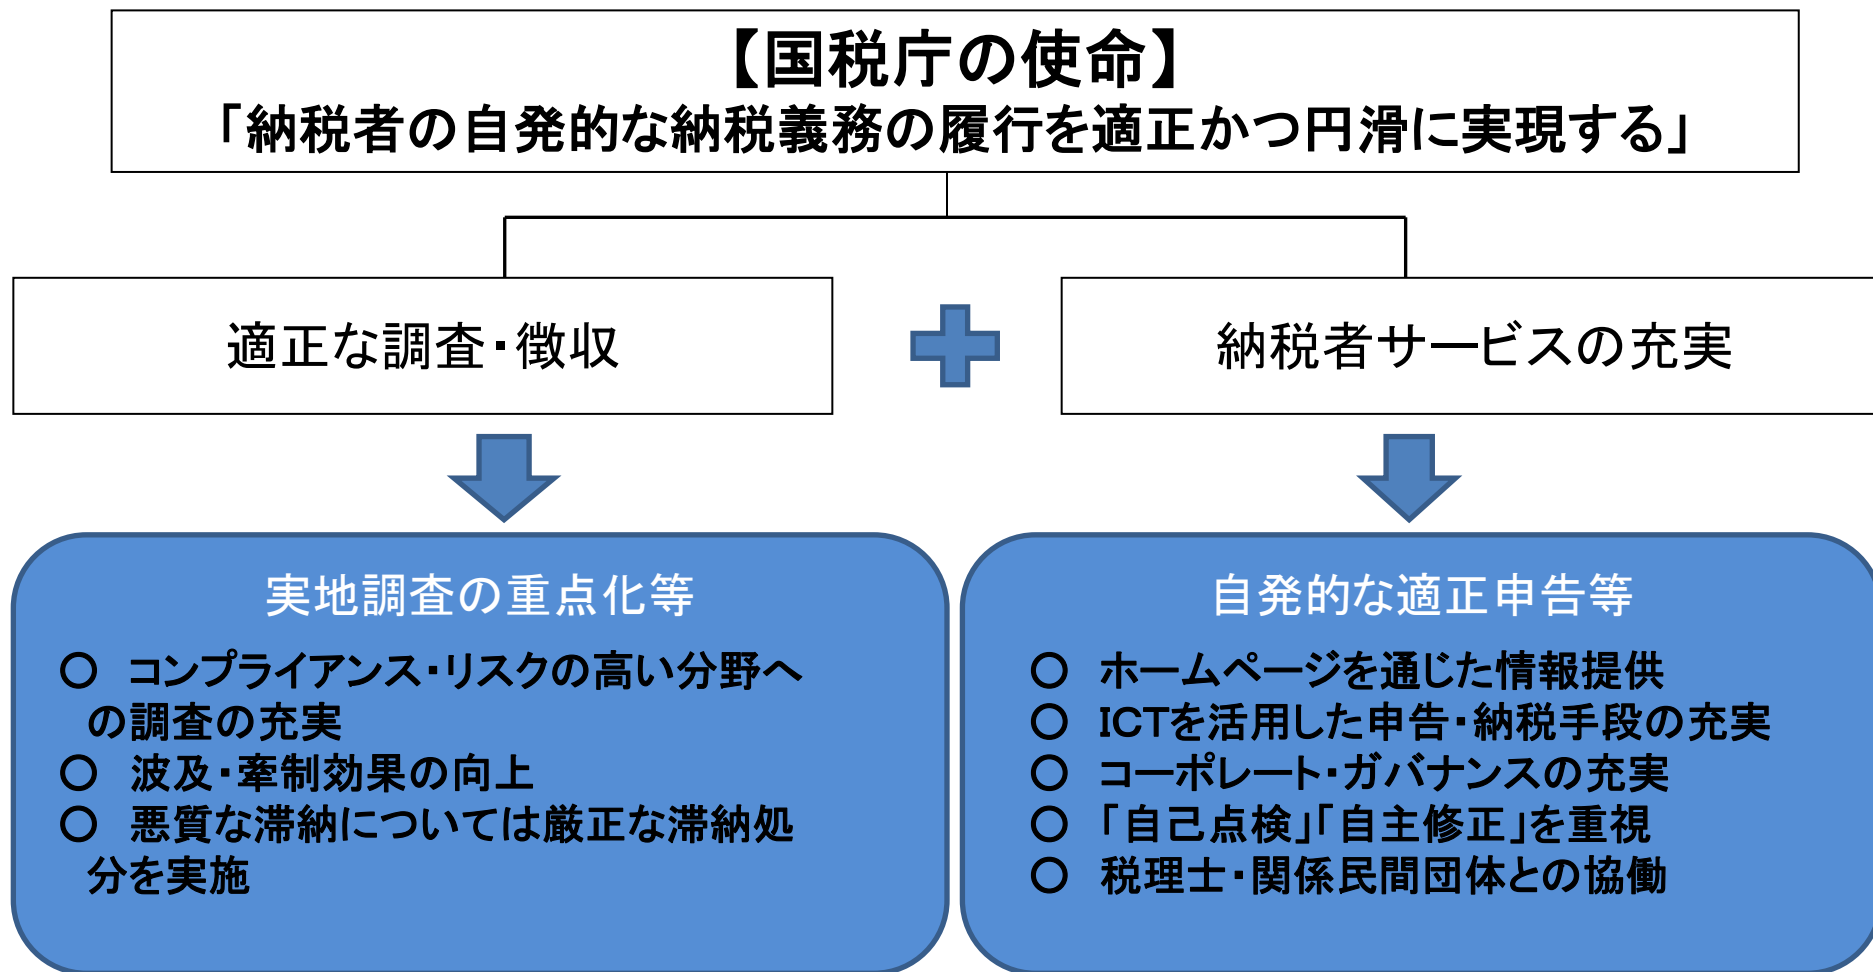 【国税庁の使命】
「納税者の自発的な納税義務の履行を適正かつ円滑に実現する」
適正な調査・徴収
納税者サービスの充実
実地調査の重点化等
○ コンプライアンス・リスクの高い分野へ
の調査の充実
○ 波及・牽制効果の向上
○ 悪質な滞納については厳正な滞納処
分を実施
自発的な適正申告等
○ ホームページを通じた情報提供
○ ICTを活用した申告・納税手段の充実
○ コーポレート・ガバナンスの充実
○ 「自己点検」「自主修正」を重視
○ 税理士・関係民間団体との協働